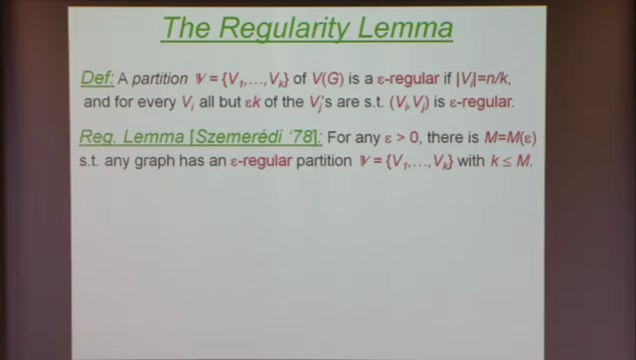 The Regularity Lemma
Def: A partition 𝕍 = {V1,…,Vk} of V(G) is a ε-regular if |Vi|=n/k,
and for every Vi all but εk of the Vj's are s.t. (Vi,Vj) is ε-regular.
Reg. Lemma [Szemerédi '78]: For any ε > 0, there is M=M(ε)
s.t. any graph has an ε-regular partition 𝕍 = {V1,…,Vk} with k ≤ M.